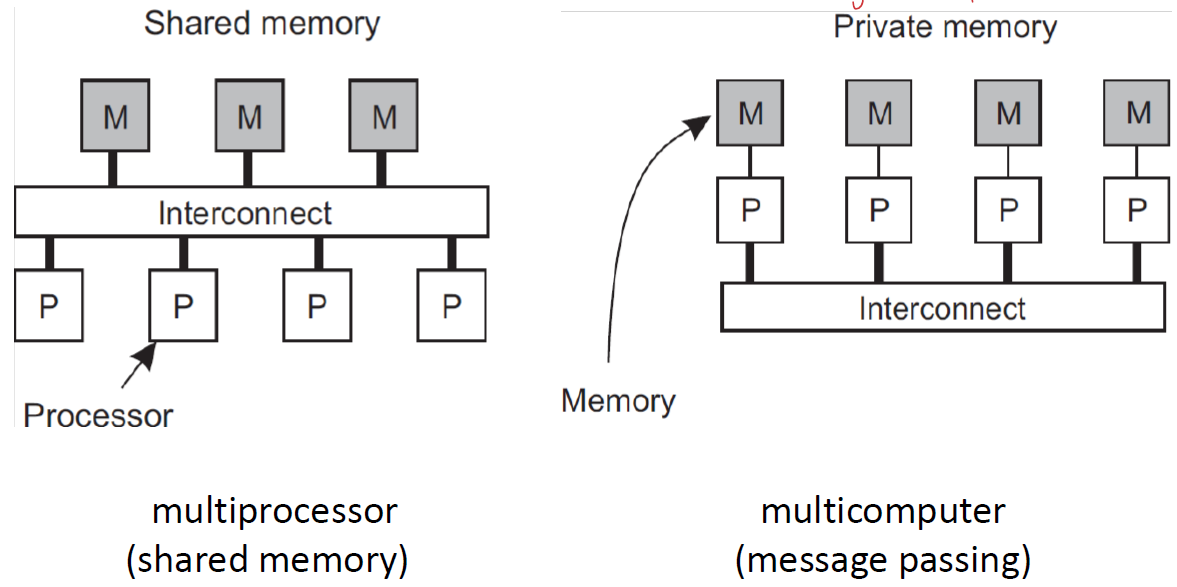 Shared memory
M M M
Interconnect
P P P P
Processor
multiprocessor
(shared memory)
Private memory
M M M M
P P P P
Interconnect
Memory
multicomputer
(message passing)